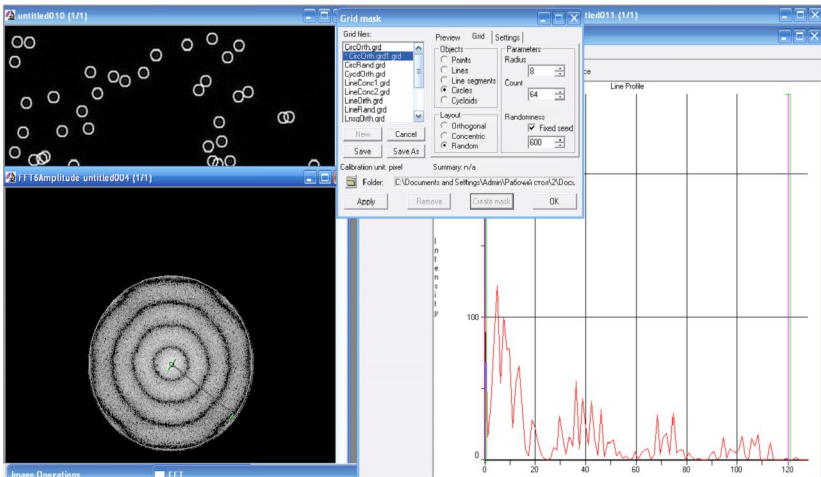 untitled010 (1/1)
Grid mask
tled011 (1/1)
Grid files:
CircOrth.grd
* CircOrth.grd1.grd
CircRand.grd
CycdOrth.grd
LineConc1.grd
LineConc2.grd
LineOrth.grd
LineRand.grd
LnsgOrth.grd
New
Cancel
Save
Save As
Preview
Grid
Settings
Objects
Points
Lines
Line segments
Circles
Cycloids
Parameters
Radius
8
Count
64
Layout
Orthogonal
Concentric
Random
Randomness
Fixed seed
600
Calibration unit: pixel
Summary: n/a
Folder:
C:\Documents and Settings\Admin\Рабочий стол\2\Docu
Apply
Remove
Create mask
OK
FFT6Amplitude-untitled004 (1/1)
ce
Line Profile
Intensity
100
0
0 20 40 60 80 100 120
Image Operations
FFT